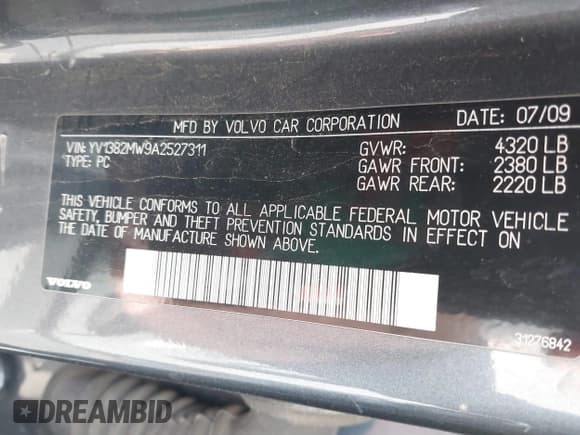 MFD BY VOLVO CAR CORPORATION DATE: 07/09
VIN: YV1382MW9A2527311 GVWR: 4320 LB
TYPE: PC GAWR FRONT: 2380 LB
GAWR REAR: 2220 LB
THIS VEHICLE CONFORMS TO ALL APPLICABLE FEDERAL MOTOR VEHICLE
SAFETY, BUMPER AND THEFT PREVENTION STANDARDS IN EFFECT ON
THE DATE OF MANUFACTURE SHOWN ABOVE.
VOLVO
31276842
DREAMBID